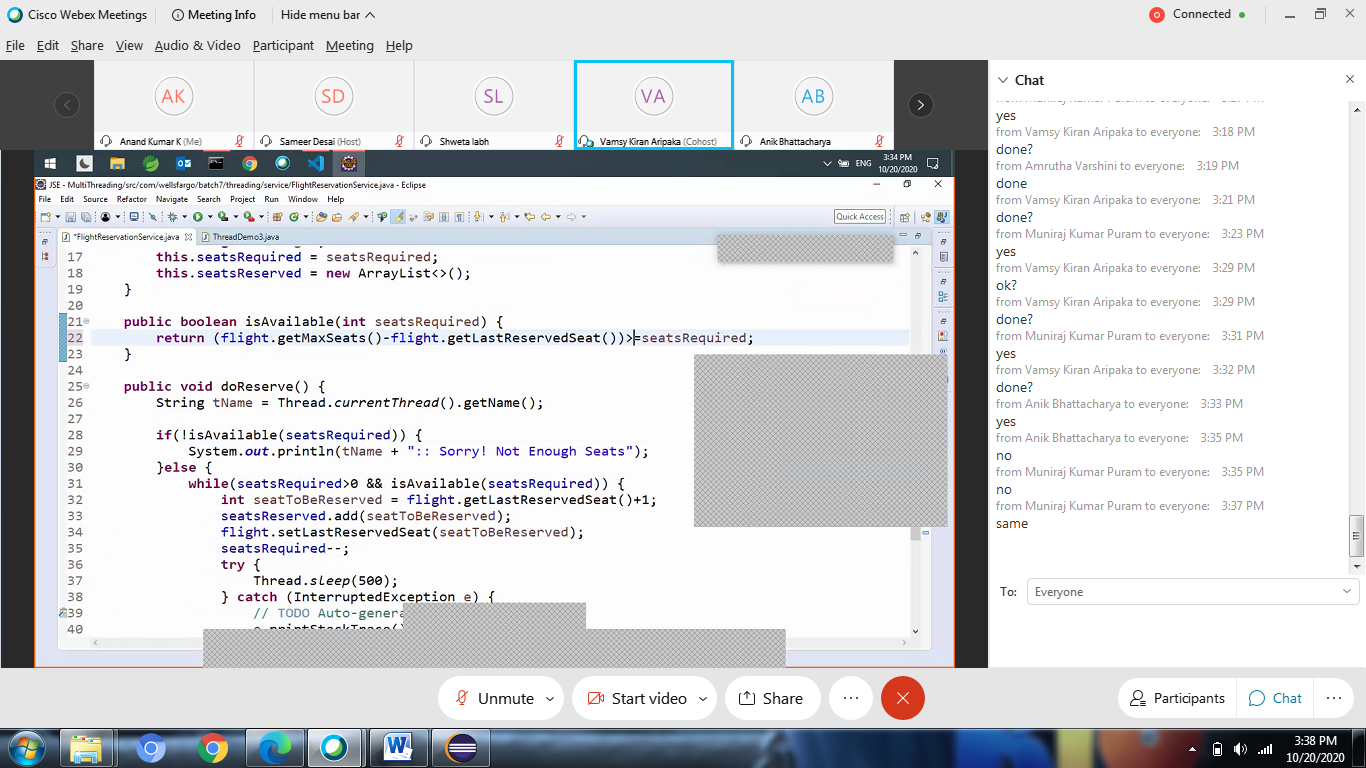 Cisco Webex Meetings
Meeting Info
Hide menu bar
Connected
File Edit Share View Audio & Video Participant Meeting Help
AK
SD
SL
VA
AB
Anand Kumar K (Me)
Sameer Desai (Host)
Shweta labh
Vamsy Kiran Aripaka (Cohost)
Anik Bhattacharya
ENG
3:34 PM
10/20/2020
JSE - MultiThreading/src/com/wellsfargo/batch7/threading/service/FlightReservationService.java - Eclipse
File Edit Source Refactor Navigate Search Project Run Window Help
Quick Access
*FlightReservationService.java
ThreadDemo3.java
17 this.seatsRequired = seatsRequired;
18 this.seatsReserved = new ArrayList<>();
19 }
20
21 public boolean isAvailable(int seatsRequired) {
22 return (flight.getMaxSeats()-flight.getLastReservedSeat())>=seatsRequired;
23 }
24
25 public void doReserve() {
26 String tName = Thread.currentThread().getName();
27
28 if(!isAvailable(seatsRequired)) {
29 System.out.println(tName + ":: Sorry! Not Enough Seats");
30 }else {
31 while(seatsRequired>0 && isAvailable(seatsRequired)) {
32 int seatToBeReserved = flight.getLastReservedSeat()+1;
33 seatsReserved.add(seatToBeReserved);
34 flight.setLastReservedSeat(seatToBeReserved);
35 seatsRequired--;
36 try {
37 Thread.sleep(500);
38 } catch (InterruptedException e) {
39 // TODO Auto-genera
40 e.printStackTrace()
Chat
yes
from Vamsy Kiran Aripaka to everyone: 3:18 PM
done?
from Amrutha Varshini to everyone: 3:19 PM
done
from Vamsy Kiran Aripaka to everyone: 3:21 PM
done?
from Muniraj Kumar Puram to everyone: 3:23 PM
yes
from Vamsy Kiran Aripaka to everyone: 3:29 PM
ok?
from Vamsy Kiran Aripaka to everyone: 3:29 PM
done?
from Muniraj Kumar Puram to everyone: 3:31 PM
yes
from Vamsy Kiran Aripaka to everyone: 3:32 PM
done?
from Anik Bhattacharya to everyone: 3:33 PM
yes
from Anik Bhattacharya to everyone: 3:35 PM
no
from Muniraj Kumar Puram to everyone: 3:35 PM
no
from Muniraj Kumar Puram to everyone: 3:37 PM
same
To: Everyone
Unmute
Start video
Share
Participants
Chat
3:38 PM
10/20/2020